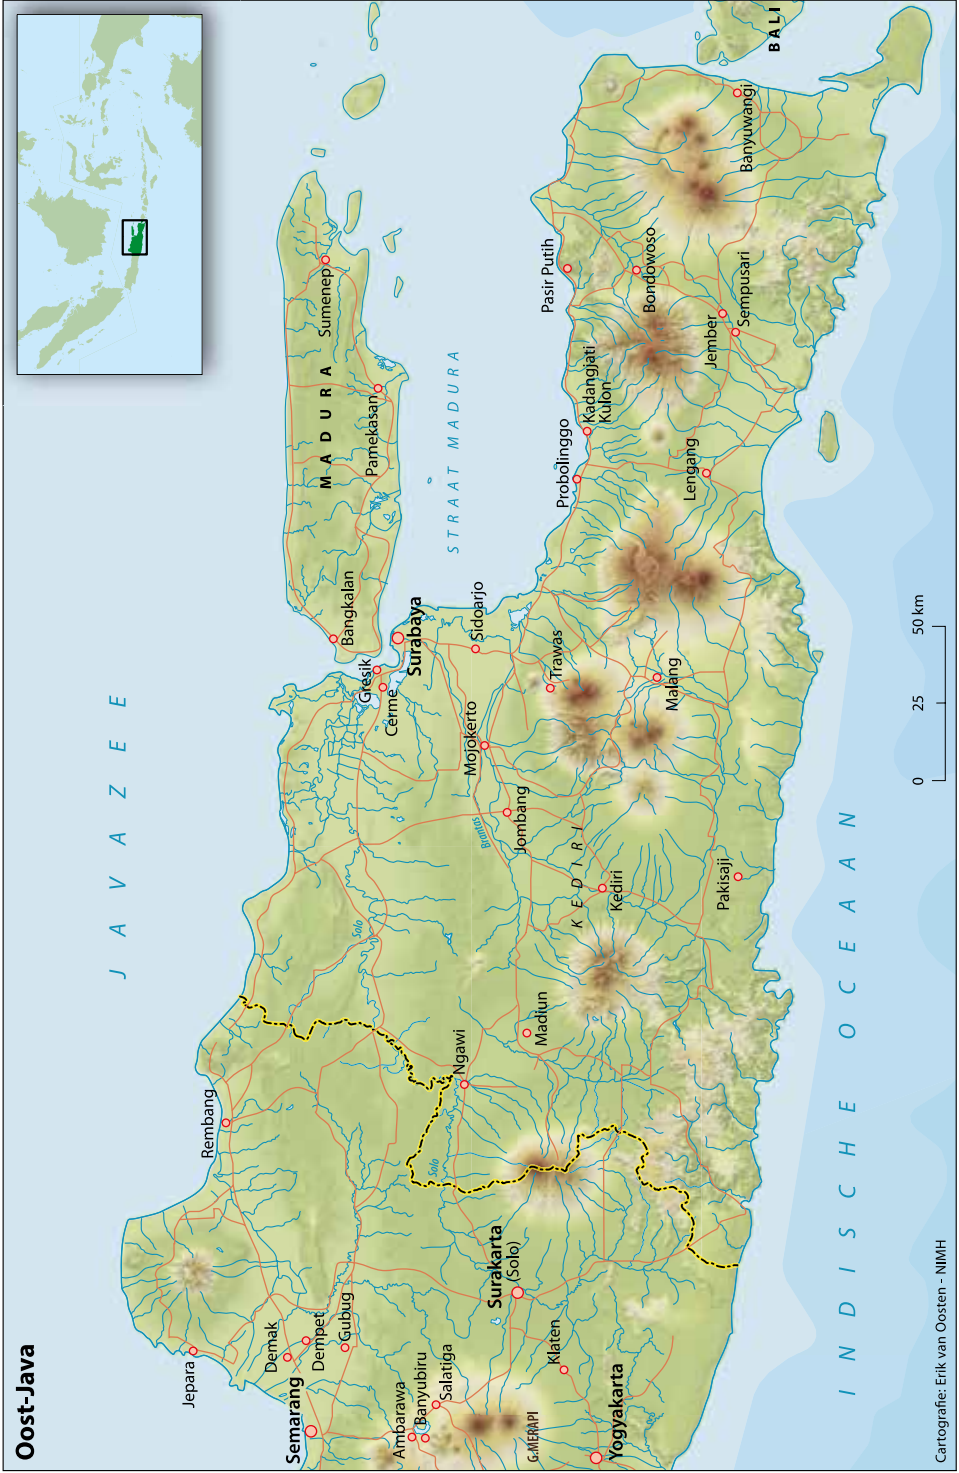 Oost-Java
JAVAZEE
Jepara
Rembang
Demak
Dempet
Gubug
Semarang
Ambarawa
Banyubiru
Salatiga
G.MERAPI
Surakarta
(Solo)
Klaten
Yogyakarta
Solo
Solo
Ngawi
Madiun
KEDIRI
Kediri
Pakisaji
Brantas
Jombang
Mojokerto
Gresik
Cerme
Surabaya
Sidoarjo
Trawas
Malang
Bangkalan
MADURA
Pamekasan
Sumenep
STRAAT MADURA
Probolinggo
Kadangjati
Kulon
Lengang
Pasir Putih
Bondowoso
Jember
Sempusari
Banyuwangi
BALI
INDISCHE OCEAAN
0 25 50 km
Cartografie: Erik van Oosten - NIMH